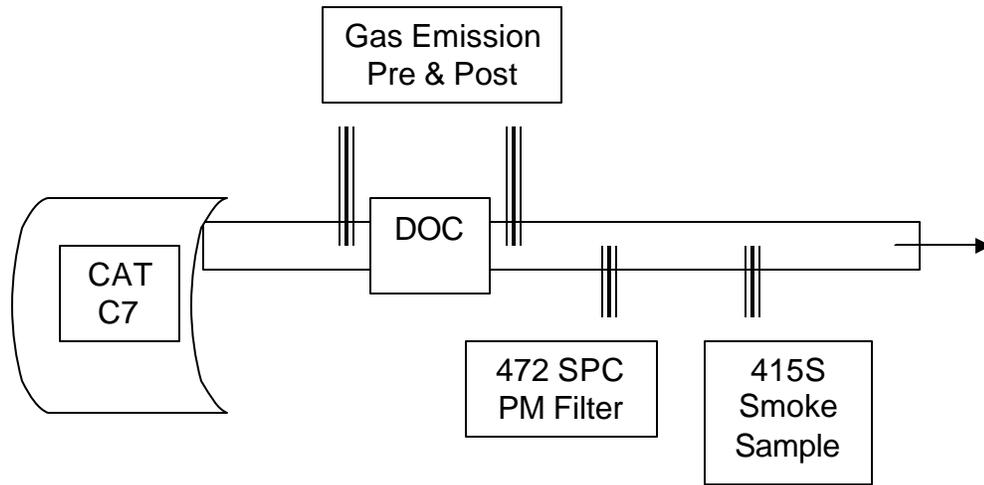 Gas Emission
Pre & Post
DOC
CAT
C7
472 SPC
PM Filter
415S
Smoke
Sample